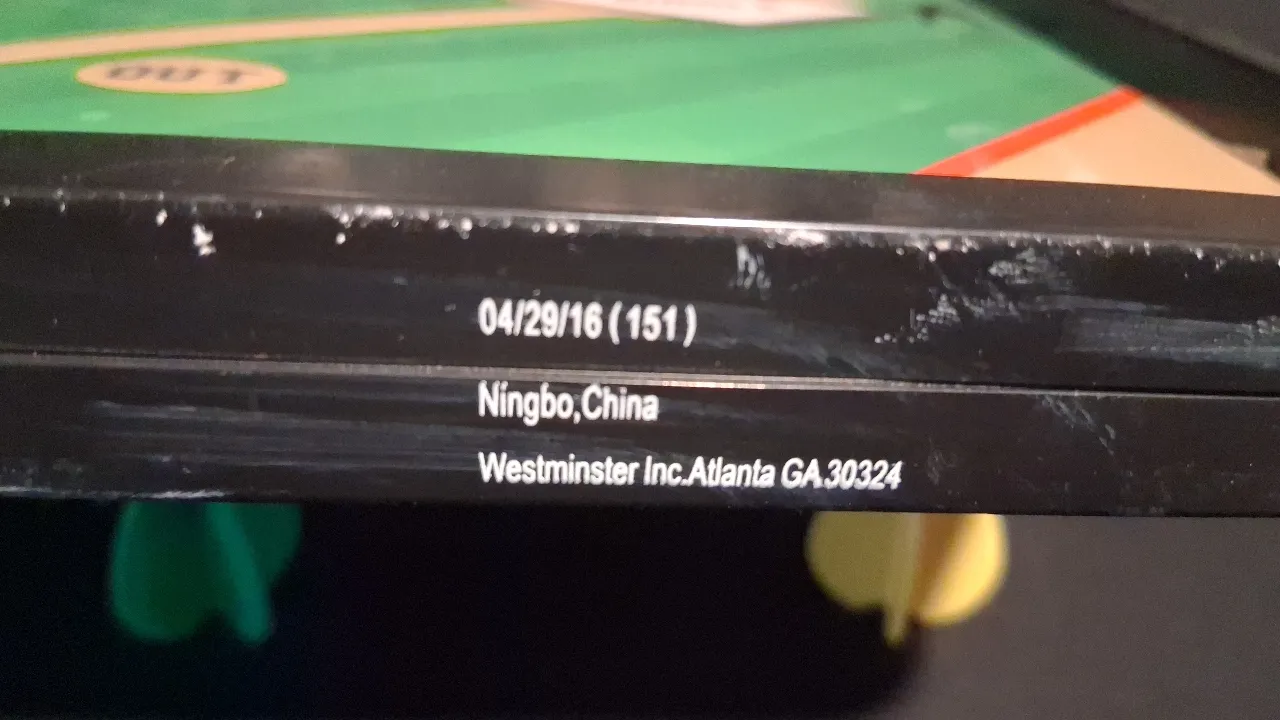 OUT
04/29/16 (151)
Ningbo,China
Westminster Inc.Atlanta GA.30324